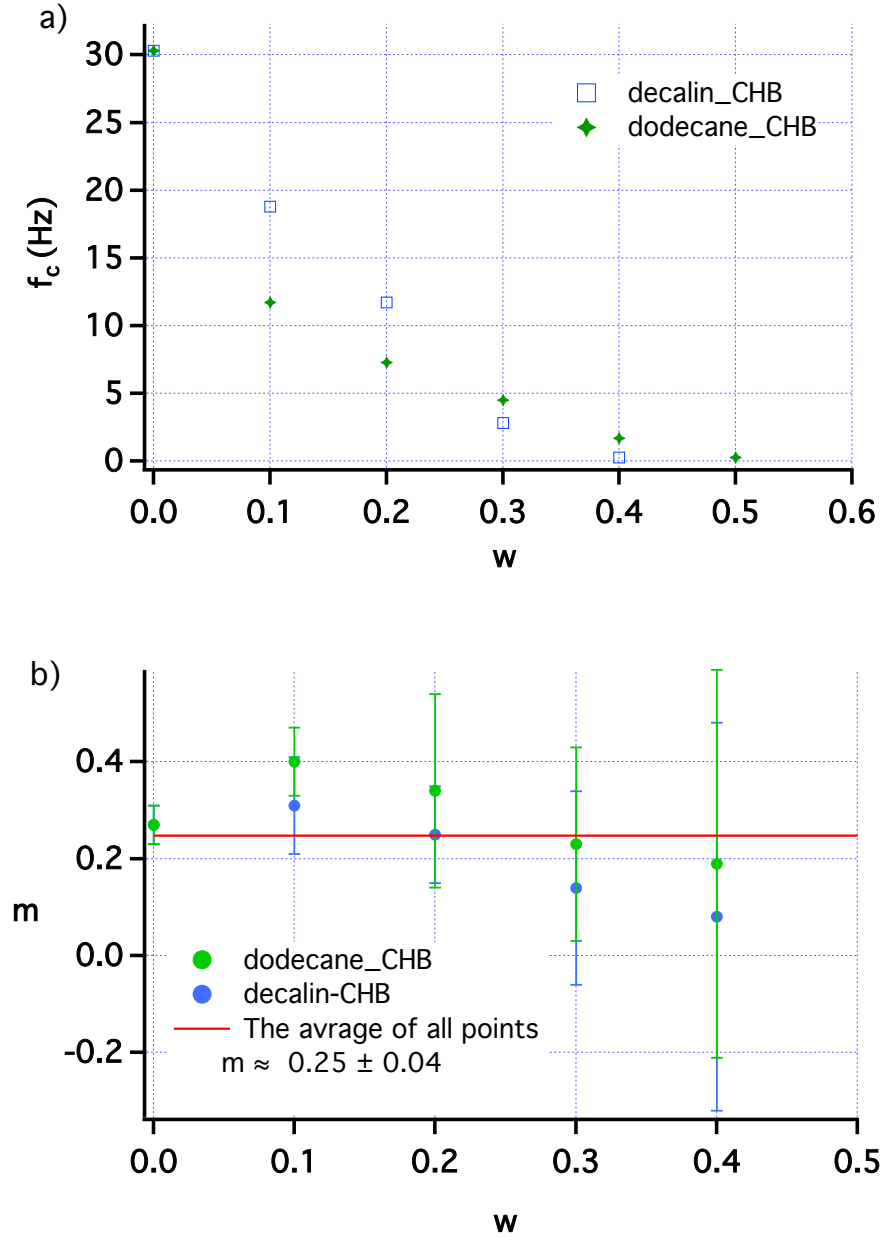 a)
f_c (Hz)
30
25
20
15
10
5
0
decalin_CHB
dodecane_CHB
0.0 0.1 0.2 0.3 0.4 0.5 0.6
w
b)
m
0.4
0.2
0.0
-0.2
dodecane_CHB
decalin-CHB
The avrage of all points
m ≈ 0.25 ± 0.04
0.0 0.1 0.2 0.3 0.4 0.5
w